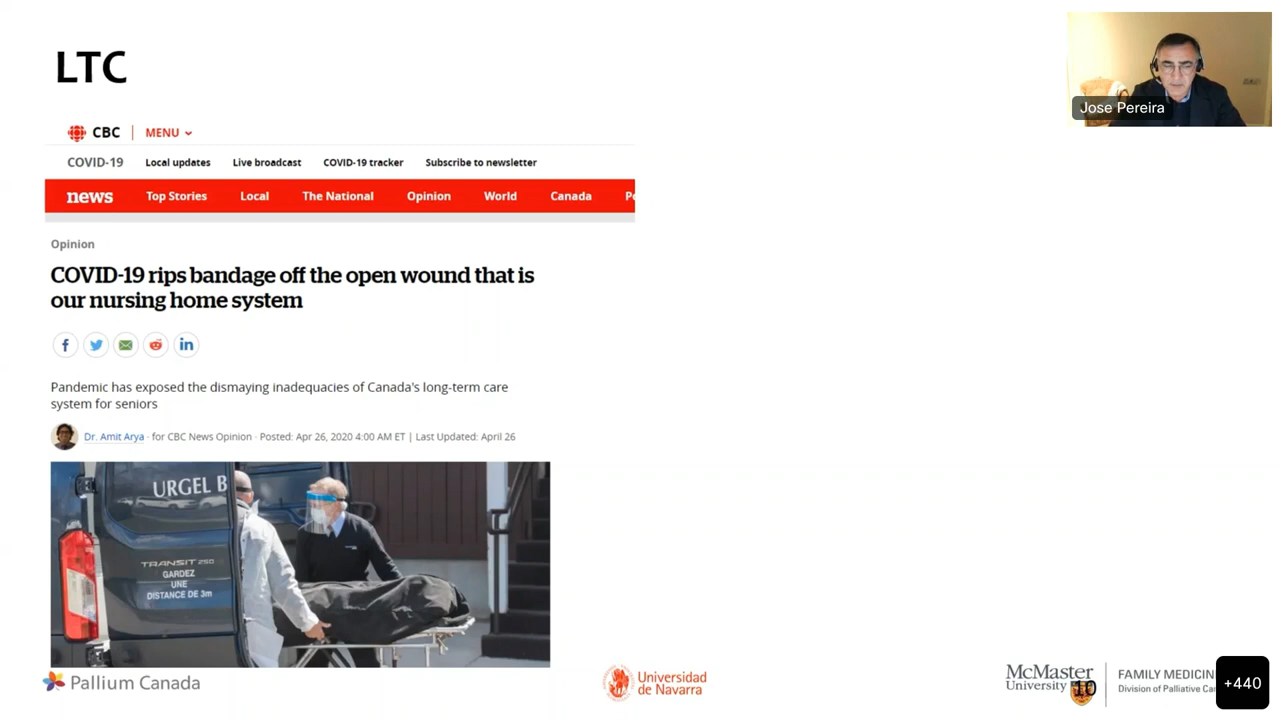 LTC
Jose Pereira
CBC | MENU
COVID-19 Local updates Live broadcast COVID-19 tracker Subscribe to newsletter
news Top Stories Local The National Opinion World Canada
Opinion
COVID-19 rips bandage off the open wound that is
our nursing home system
Pandemic has exposed the dismaying inadequacies of Canada's long-term care
system for seniors
Dr. Amit Arya · for CBC News Opinion · Posted: Apr 26, 2020 4:00 AM ET | Last Updated: April 26
URGEL B
TRANSIT 250
GARDEZ
UNE
DISTANCE DE 3m
Pallium Canada
Universidad
de Navarra
McMaster
University
FAMILY MEDICIN
Division of Palliative Car
+440